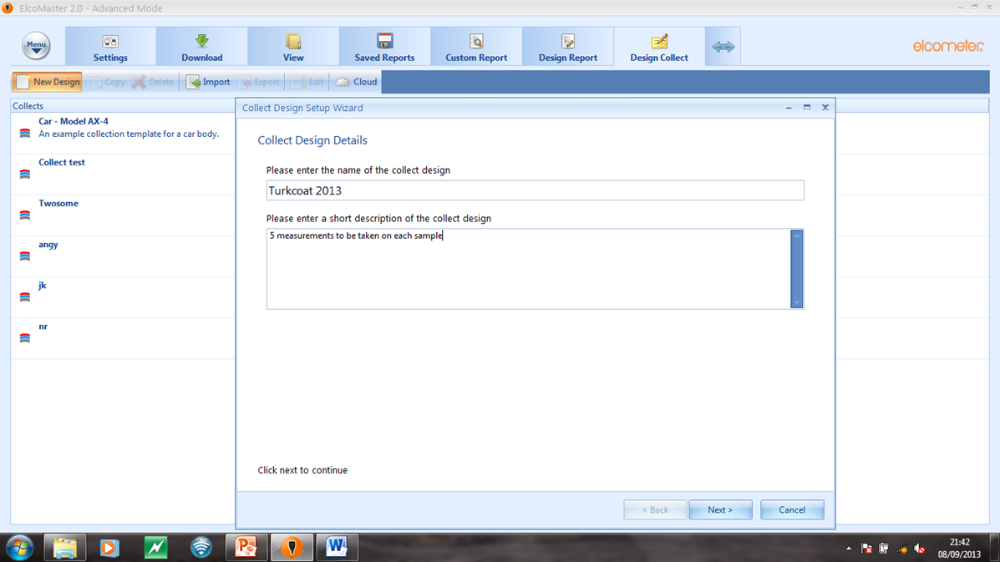 ElcoMaster 2.0 - Advanced Mode
Menu
Settings
Download
View
Saved Reports
Custom Report
Design Report
Design Collect
elcometer
New Design
Copy
Delete
Import
Export
Edit
Cloud
Collects
Car - Model AX-4
An example collection template for a car body.
Collect test
Twosome
angy
jk
nr
Collect Design Setup Wizard
Collect Design Details
Please enter the name of the collect design
Turkcoat 2013
Please enter a short description of the collect design
5 measurements to be taken on each sample
Click next to continue
< Back
Next >
Cancel
21:42
08/09/2013